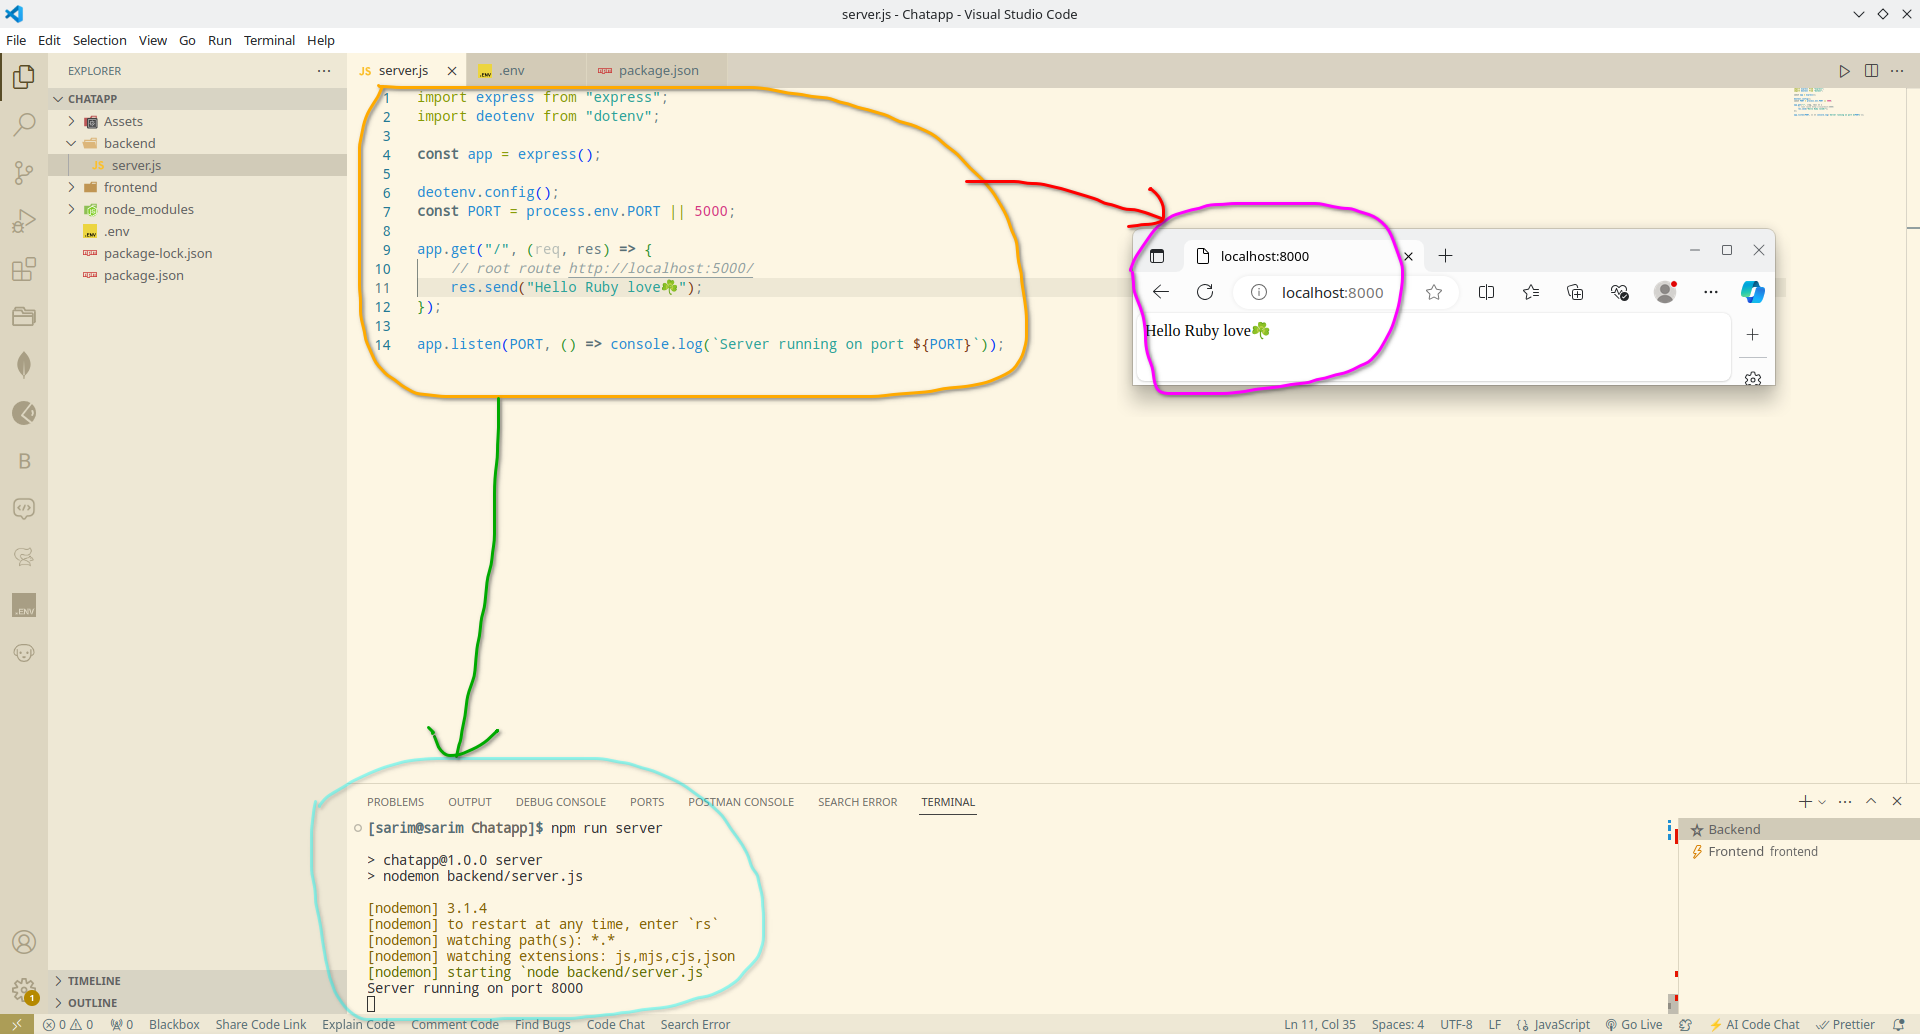 server.js - Chatapp - Visual Studio Code
File Edit Selection View Go Run Terminal Help
EXPLORER
CHATAPP
Assets
backend
JS server.js
frontend
node_modules
.env
package-lock.json
package.json
TIMELINE
OUTLINE
JS server.js .env package.json
1 import express from "express";
2 import deotenv from "dotenv";
3
4 const app = express();
5
6 deotenv.config();
7 const PORT = process.env.PORT || 5000;
8
9 app.get("/", (req, res) => {
10 // root route http://localhost:5000/
11 res.send("Hello Ruby love☘️");
12 });
13
14 app.listen(PORT, () => console.log(`Server running on port ${PORT}`));
localhost:8000
localhost:8000
Hello Ruby love☘️
PROBLEMS OUTPUT DEBUG CONSOLE PORTS POSTMAN CONSOLE SEARCH ERROR TERMINAL
[sarim@sarim Chatapp]$ npm run server
> chatapp@1.0.0 server
> nodemon backend/server.js
[nodemon] 3.1.4
[nodemon] to restart at any time, enter `rs`
[nodemon] watching path(s): *.*
[nodemon] watching extensions: js,mjs,cjs,json
[nodemon] starting `node backend/server.js`
Server running on port 8000
Backend
Frontend frontend
0 0 0 Blackbox Share Code Link Explain Code Comment Code Find Bugs Code Chat Search Error Ln 11, Col 35 Spaces: 4 UTF-8 LF {} JavaScript Go Live AI Code Chat Prettier